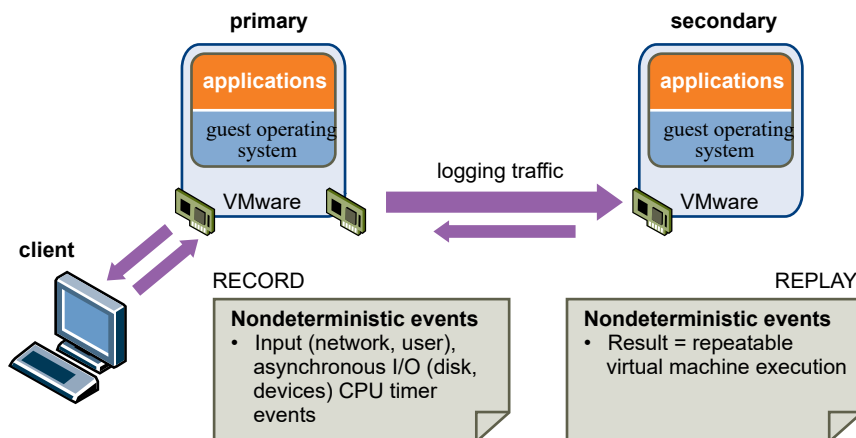 primary
secondary
applications
applications
guest operating
system
guest operating
system
logging traffic
VMware
VMware
client
RECORD
REPLAY
Nondeterministic events
• Input (network, user),
asynchronous I/O (disk,
devices) CPU timer
events
Nondeterministic events
• Result = repeatable
virtual machine execution